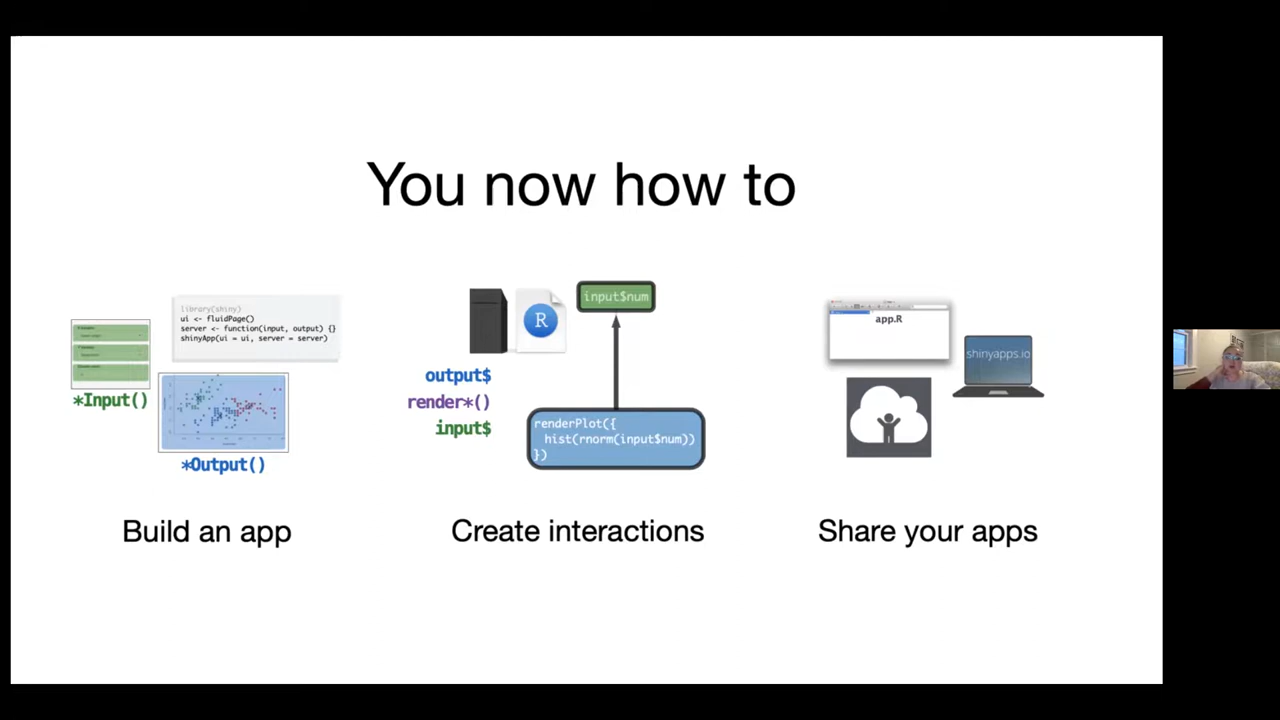 You now how to
library(shiny)
ui <- fluidPage()
server <- function(input, output) {}
shinyApp(ui = ui, server = server)
*Input()
*Output()
Build an app
R
input$num
output$
render*()
input$
renderPlot({
hist(rnorm(input$num))
})
Create interactions
app.R
shinyapps.io
Share your apps